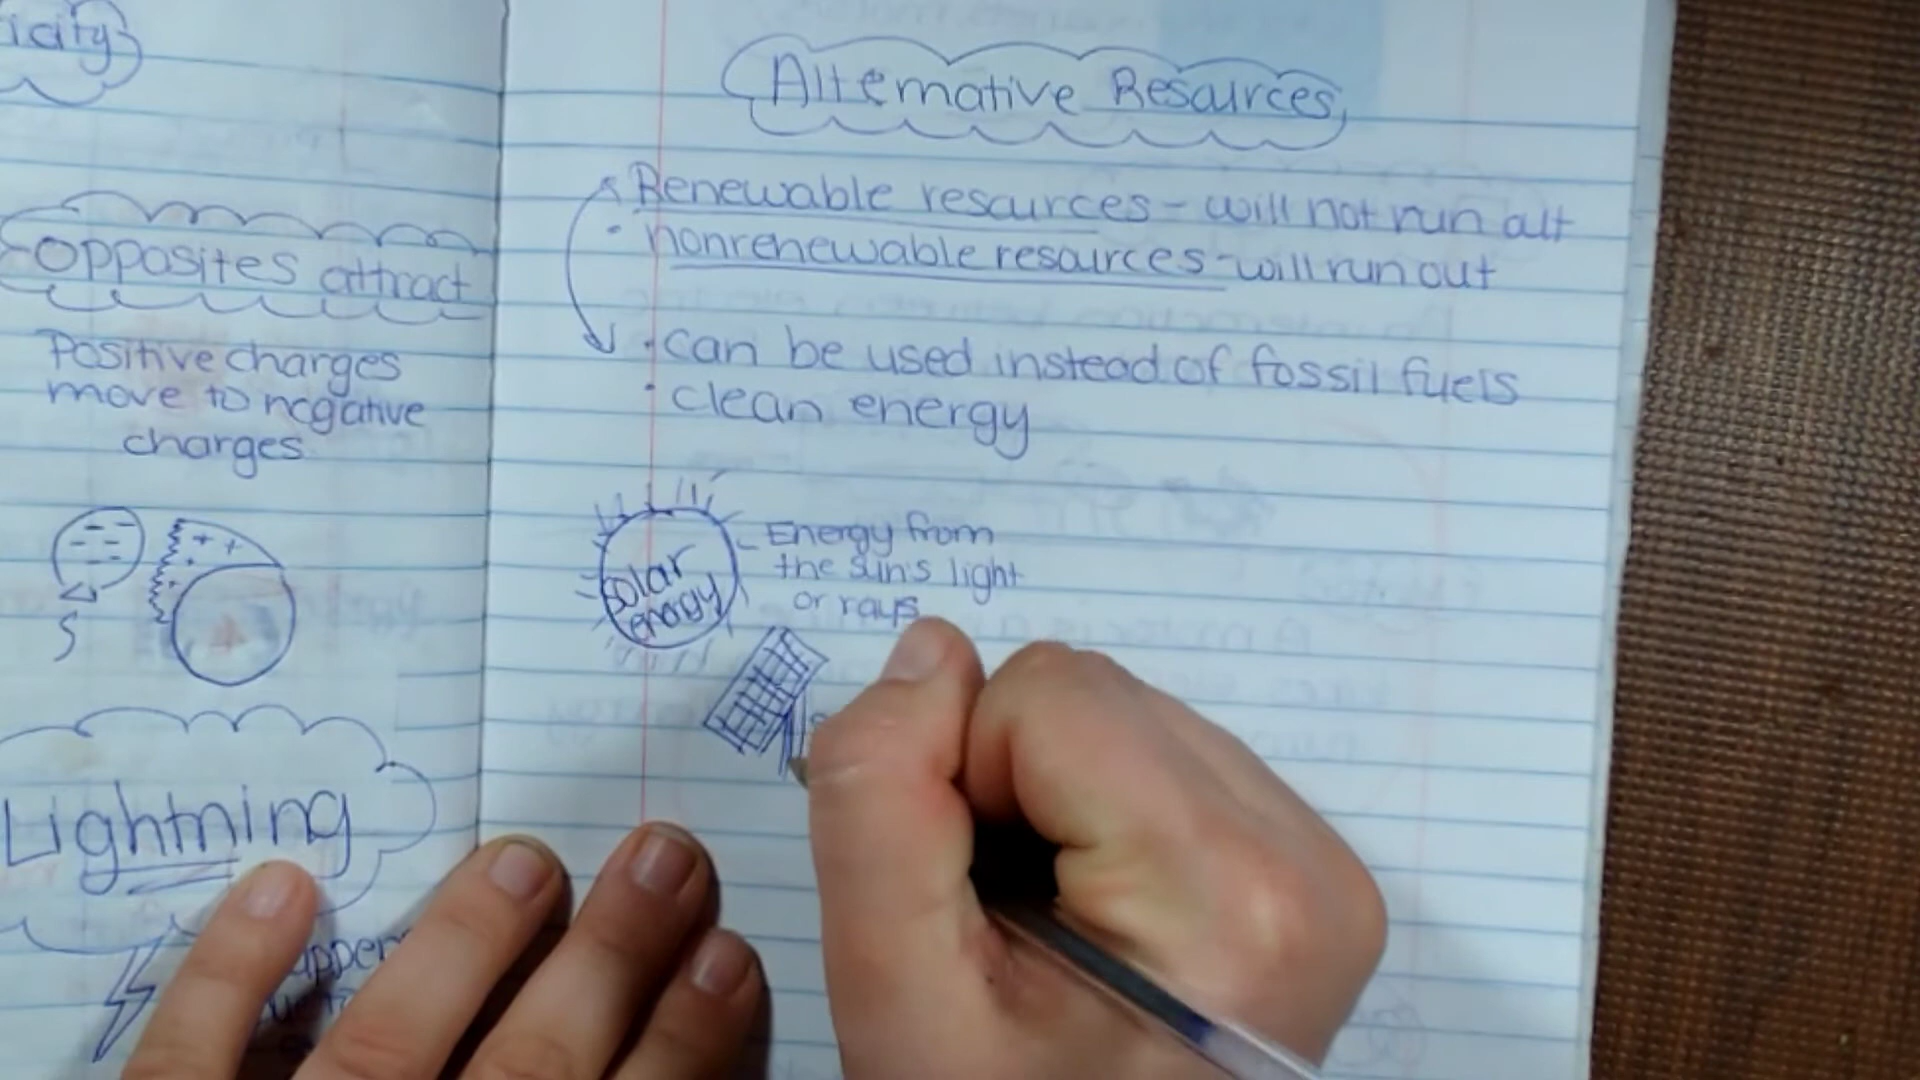 icity
-Opposites attract
Positive charges
move to negative
charges
Lightning
Alternative Resources
Renewable resources - will not run out
• nonrenewable resources - will run out
• can be used instead of fossil fuels
• clean energy
Solar
energy
- Energy from
the sun's light
or rays